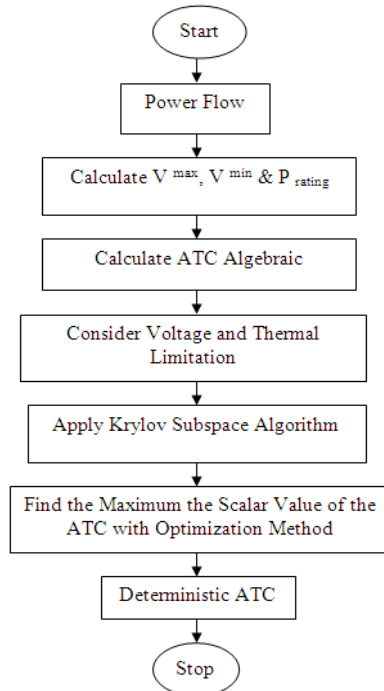 Start
Power Flow
Calculate V max, V min & P rating
Calculate ATC Algebraic
Consider Voltage and Thermal
Limitation
Apply Krylov Subspace Algorithm
Find the Maximum the Scalar Value of the
ATC with Optimization Method
Deterministic ATC
Stop